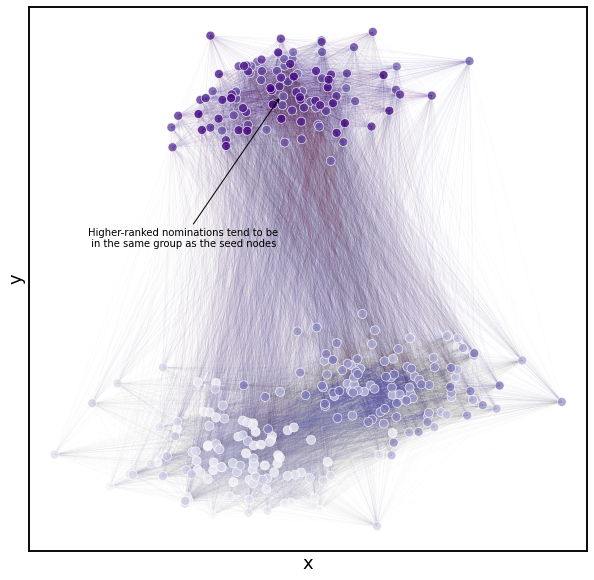 Higher-ranked nominations tend to be
in the same group as the seed nodes
y
x